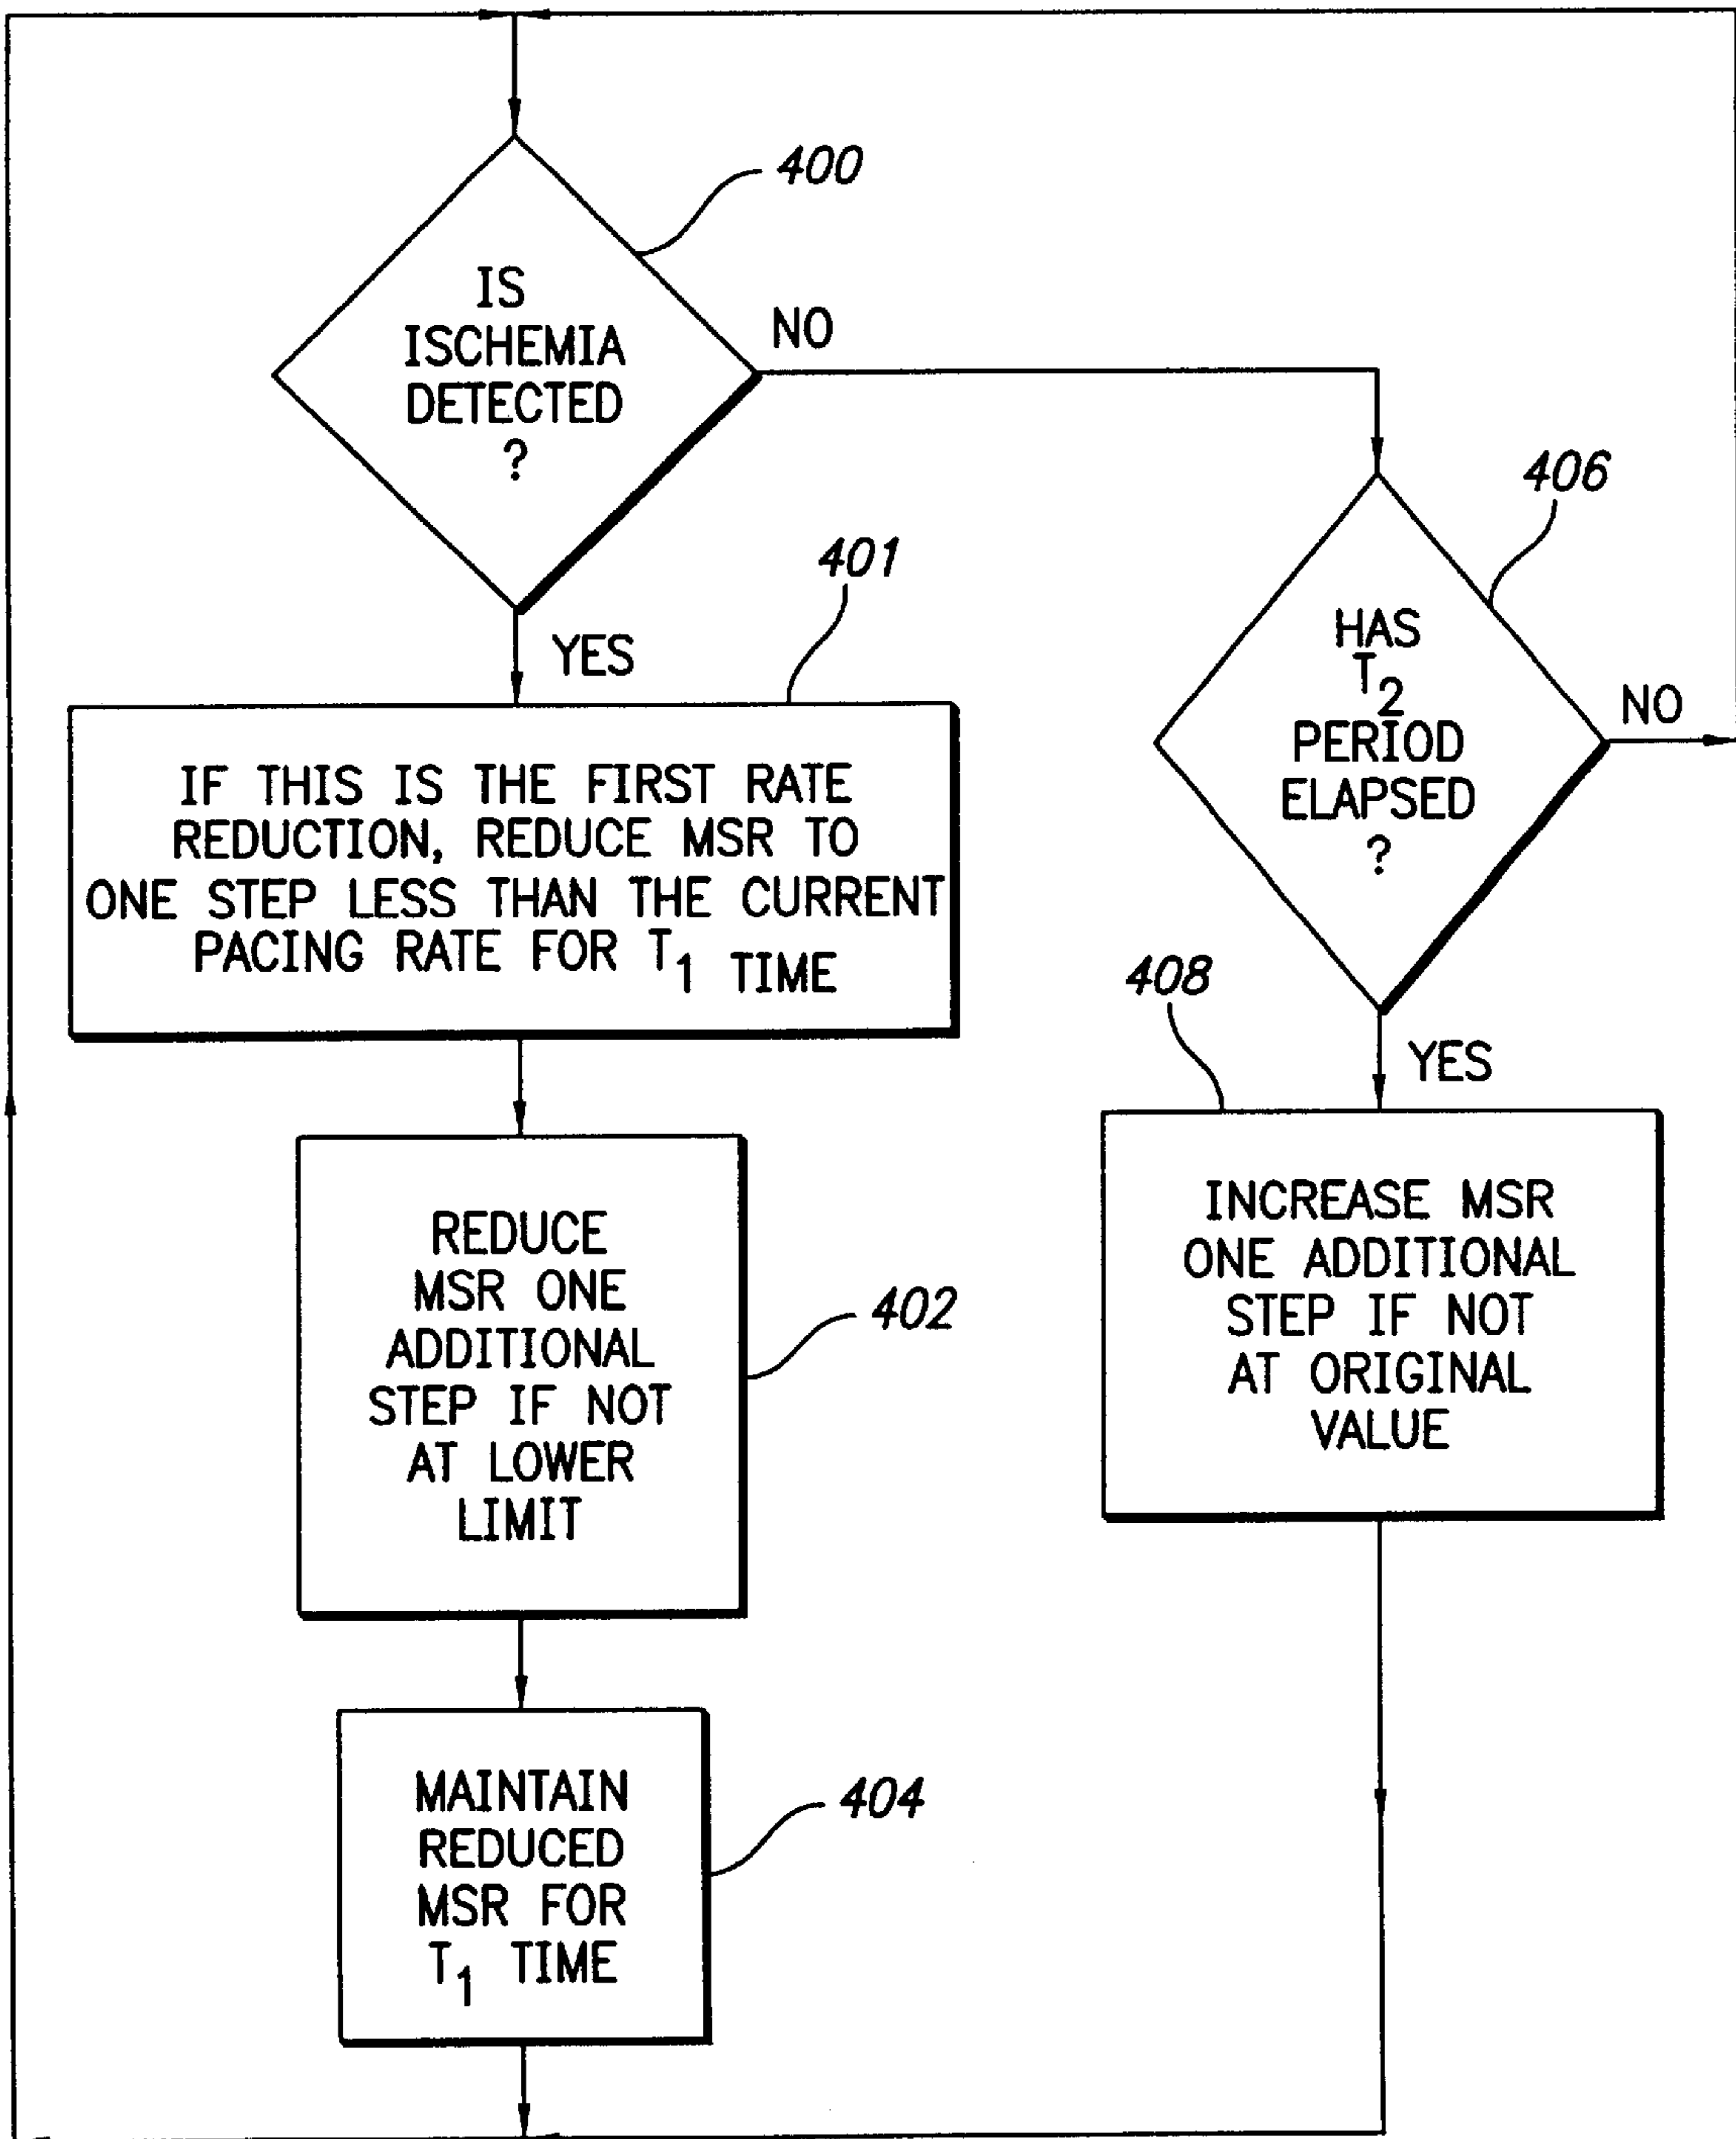 400
IS
ISCHEMIA
DETECTED
?
NO
YES
401
IF THIS IS THE FIRST RATE
REDUCTION, REDUCE MSR TO
ONE STEP LESS THAN THE CURRENT
PACING RATE FOR T1 TIME
REDUCE
MSR ONE
ADDITIONAL
STEP IF NOT
AT LOWER
LIMIT
402
MAINTAIN
REDUCED
MSR FOR
T1 TIME
404
406
HAS
T2
PERIOD
ELAPSED
?
NO
YES
408
INCREASE MSR
ONE ADDITIONAL
STEP IF NOT
AT ORIGINAL
VALUE